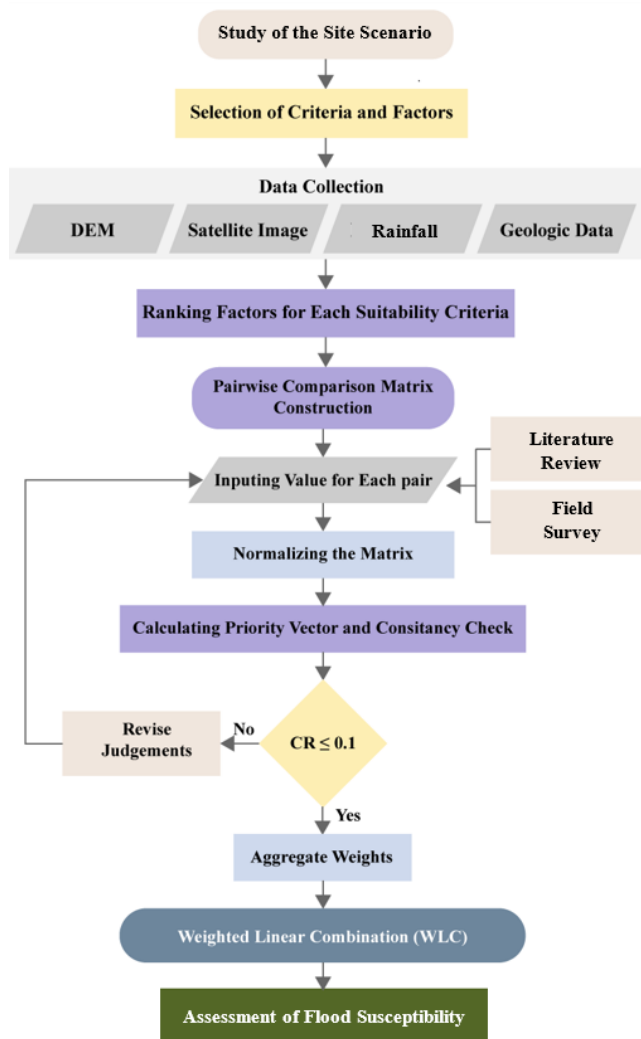 Study of the Site Scenario
Selection of Criteria and Factors
Data Collection
DEM
Satellite Image
Rainfall
Geologic Data
Ranking Factors for Each Suitability Criteria
Pairwise Comparison Matrix
Construction
Literature
Review
Inputing Value for Each pair
Field
Survey
Normalizing the Matrix
Calculating Priority Vector and Consitancy Check
Revise
Judgements
No
CR ≤ 0.1
Yes
Aggregate Weights
Weighted Linear Combination (WLC)
Assessment of Flood Susceptibility